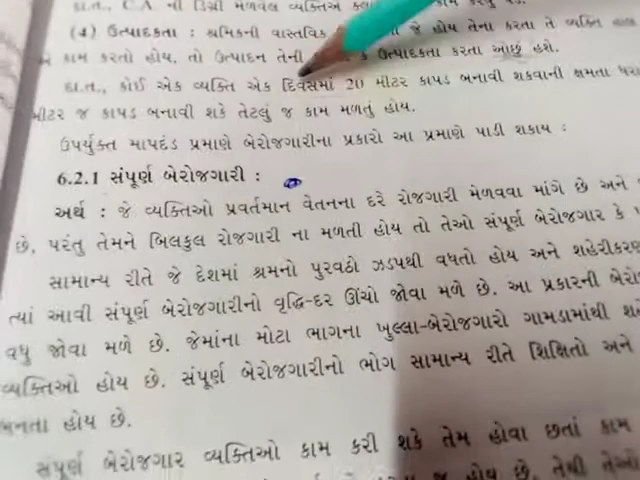 દા.ત., C.A. ની ડિગ્રી મેળવેલ વ્યક્તિએ
(4) ઉત્પાદકતા : શ્રમિકની વાસ્તવિક જે હોય તેના કરતા તે વ્યક્તિ
કામ કરતો હોય, તો ઉત્પાદન તેની ઉત્પાદકતા કરતા ઓછું હશે.
દા.ત., કોઈ એક વ્યક્તિ એક દિવસમાં 20 મીટર કાપડ બનાવી શકવાની ક્ષમતા
મીટર જ કાપડ બનાવી શકે તેટલું જ કામ મળતું હોય.
ઉપર્યુક્ત માપદંડ પ્રમાણે બેરોજગારીના પ્રકારો આ પ્રમાણે પાડી શકાય :
6.2.1 સંપૂર્ણ બેરોજગારી :
અર્થ : જે વ્યક્તિઓ પ્રવર્તમાન વેતનના દરે રોજગારી મેળવવા માંગે છે અને
છે, પરંતુ તેમને બિલકુલ રોજગારી ના મળતી હોય તો તેઓ સંપૂર્ણ બેરોજગાર કે
સામાન્ય રીતે જે દેશમાં શ્રમનો પુરવઠો ઝડપથી વધતો હોય અને શહેરીકરણ
ત્યાં આવી સંપૂર્ણ બેરોજગારીનો વૃદ્ધિ-દર ઊંચો જોવા મળે છે. આ પ્રકારની
વધુ જોવા મળે છે. જેમાંના મોટા ભાગના ખુલ્લા-બેરોજગારો ગામડામાંથી
વ્યક્તિઓ હોય છે. સંપૂર્ણ બેરોજગારીનો ભોગ સામાન્ય રીતે શિક્ષિતો અને
બનતા હોય છે.
સંપૂર્ણ બેરોજગાર વ્યક્તિઓ કામ કરી શકે તેમ હોવા છતાં કામ
જ હોય છે. તેથી તેઓ